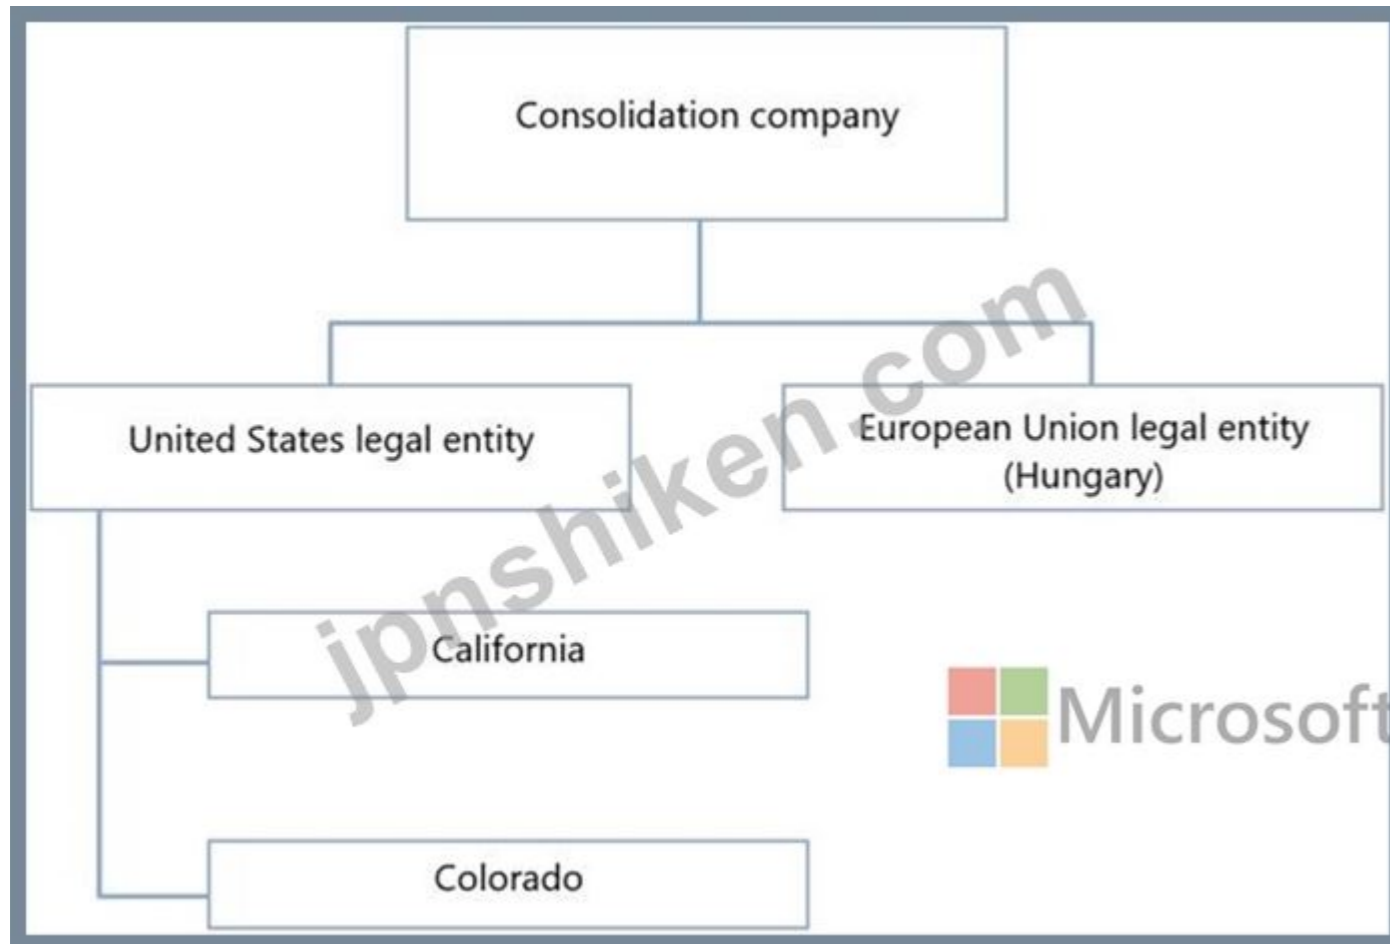 Consolidation company
United States legal entity
European Union legal entity
(Hungary)
jpnshiken.com
California
Microsoft
Colorado